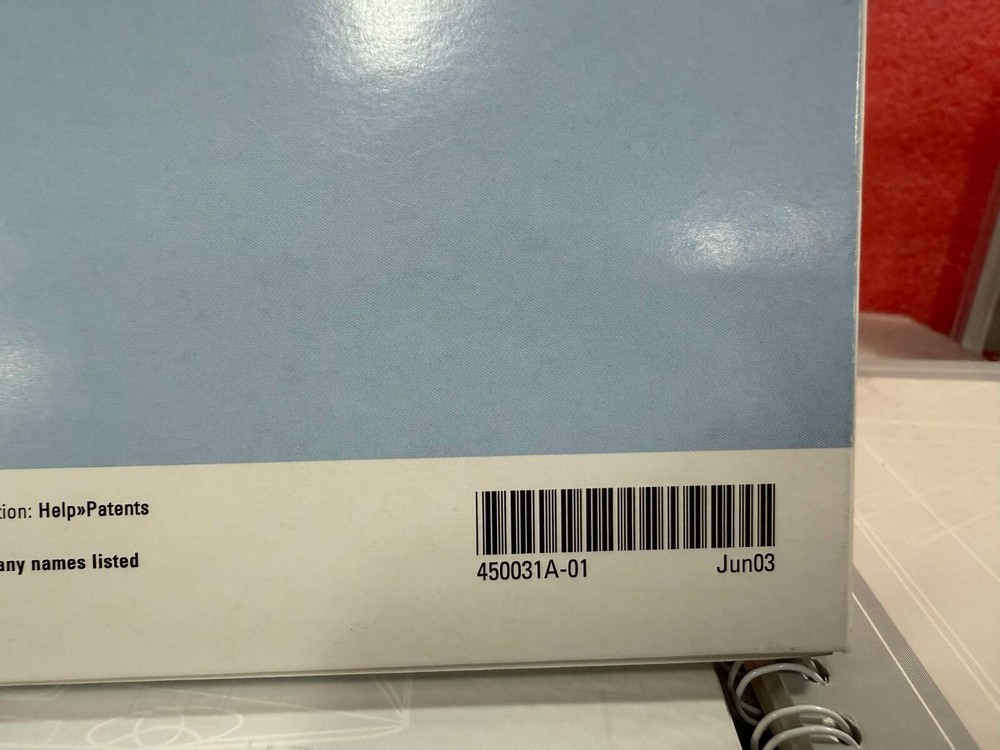 tion: Help»Patents
any names listed
450031A-01 Jun03